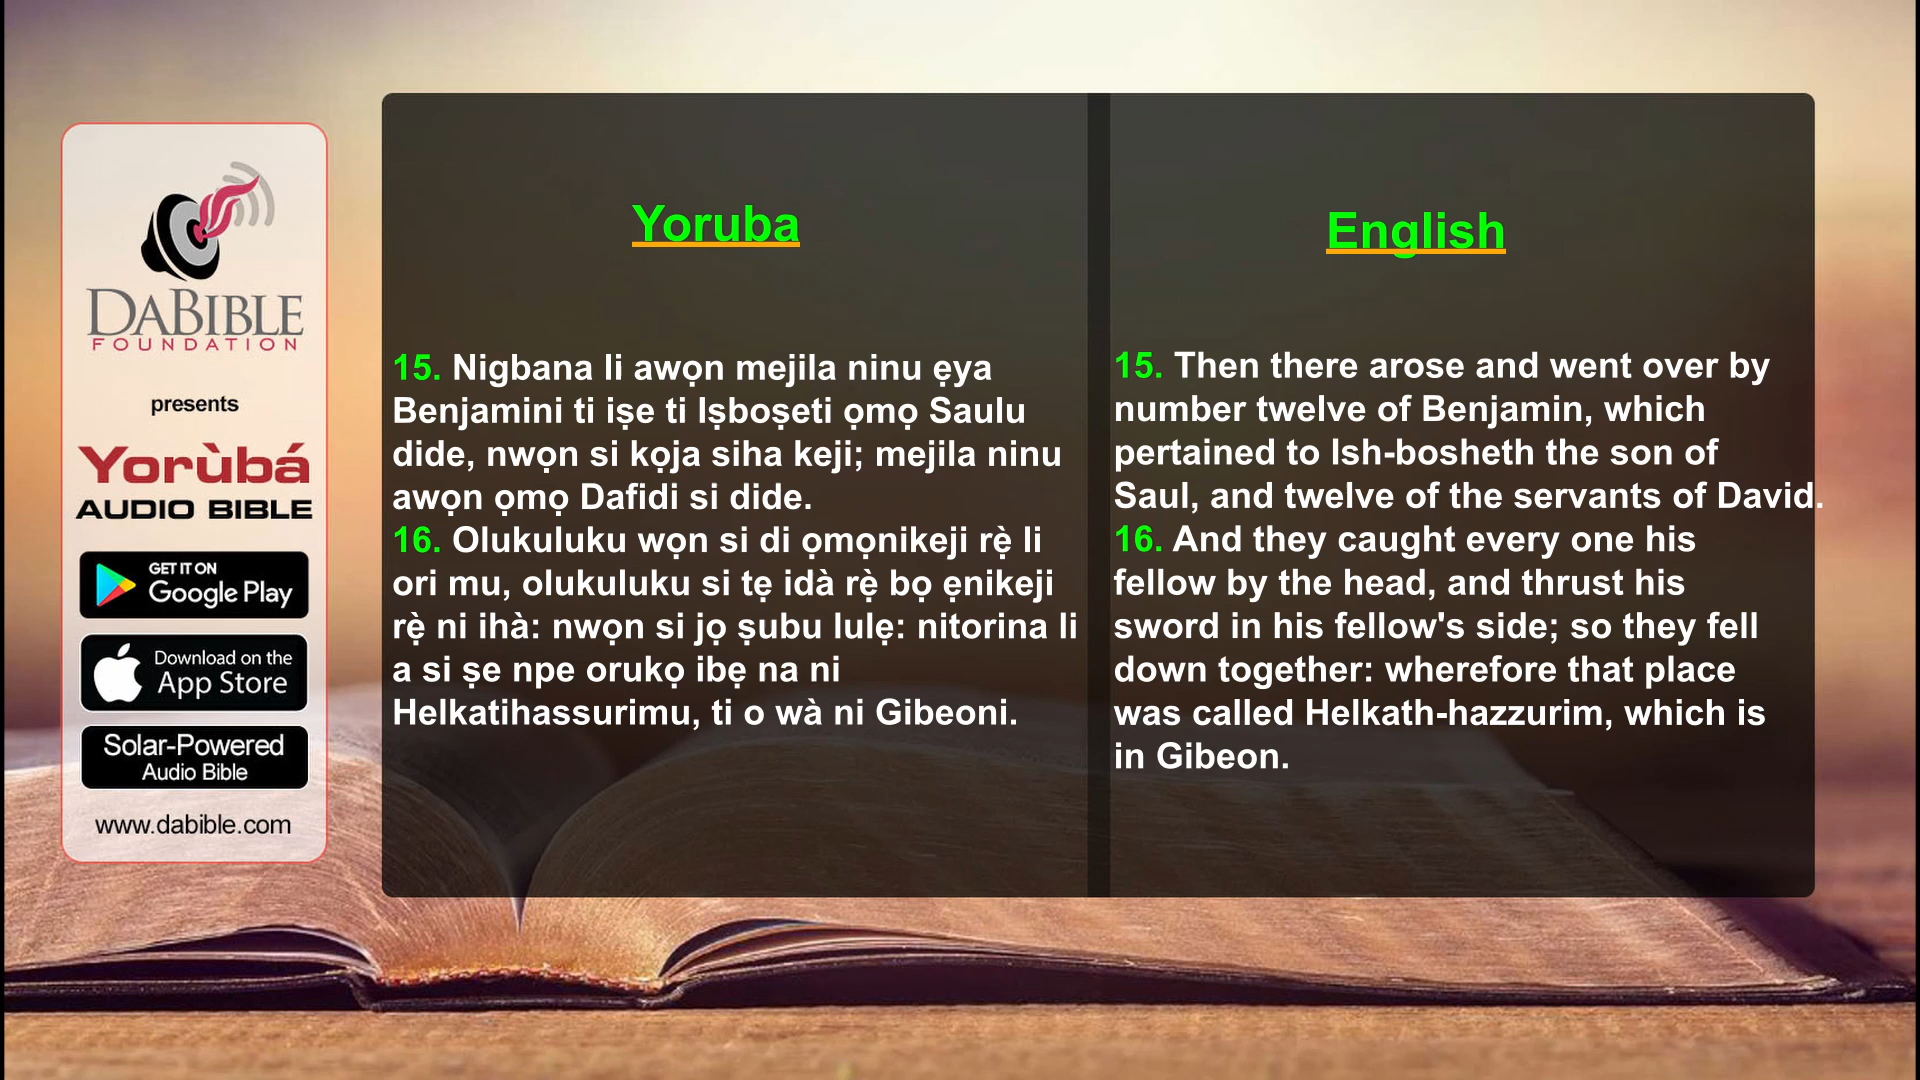 DABIBLE
FOUNDATION
presents
Yorùbá
AUDIO BIBLE
GET IT ON
Google Play
Download on the
App Store
Solar-Powered
Audio Bible
www.dabible.com
Yoruba
15. Nigbana li awọn mejila ninu ẹya
Benjamini ti iṣe ti Iṣboṣeti ọmọ Saulu
dide, nwọn si kọja siha keji; mejila ninu
awọn ọmọ Dafidi si dide.
16. Olukuluku wọn si di ọmọnikeji rẹ̀ li
ori mu, olukuluku si tẹ idà rẹ̀ bọ ẹnikeji
rẹ̀ ni ihà: nwọn si jọ ṣubu lulẹ: nitorina li
a si ṣe npe orukọ ibẹ na ni
Helkatihassurimu, ti o wà ni Gibeoni.
English
15. Then there arose and went over by
number twelve of Benjamin, which
pertained to Ish-bosheth the son of
Saul, and twelve of the servants of David.
16. And they caught every one his
fellow by the head, and thrust his
sword in his fellow's side; so they fell
down together: wherefore that place
was called Helkath-hazzurim, which is
in Gibeon.